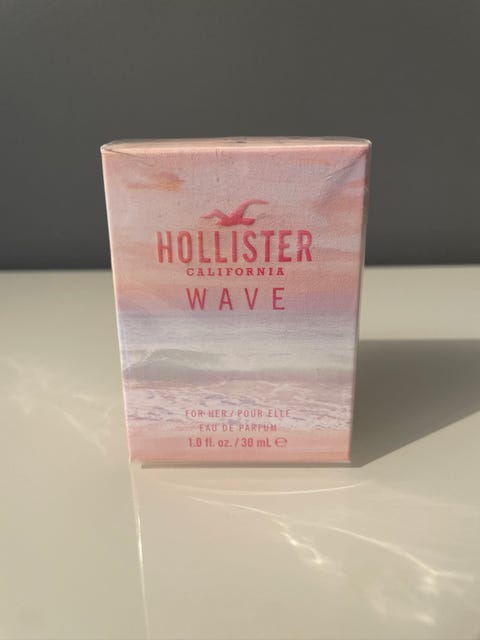 HOLLISTER
CALIFORNIA
WAVE
FOR HER / POUR ELLE
EAU DE PARFUM
1.0 fl. oz. / 30 mL ℮